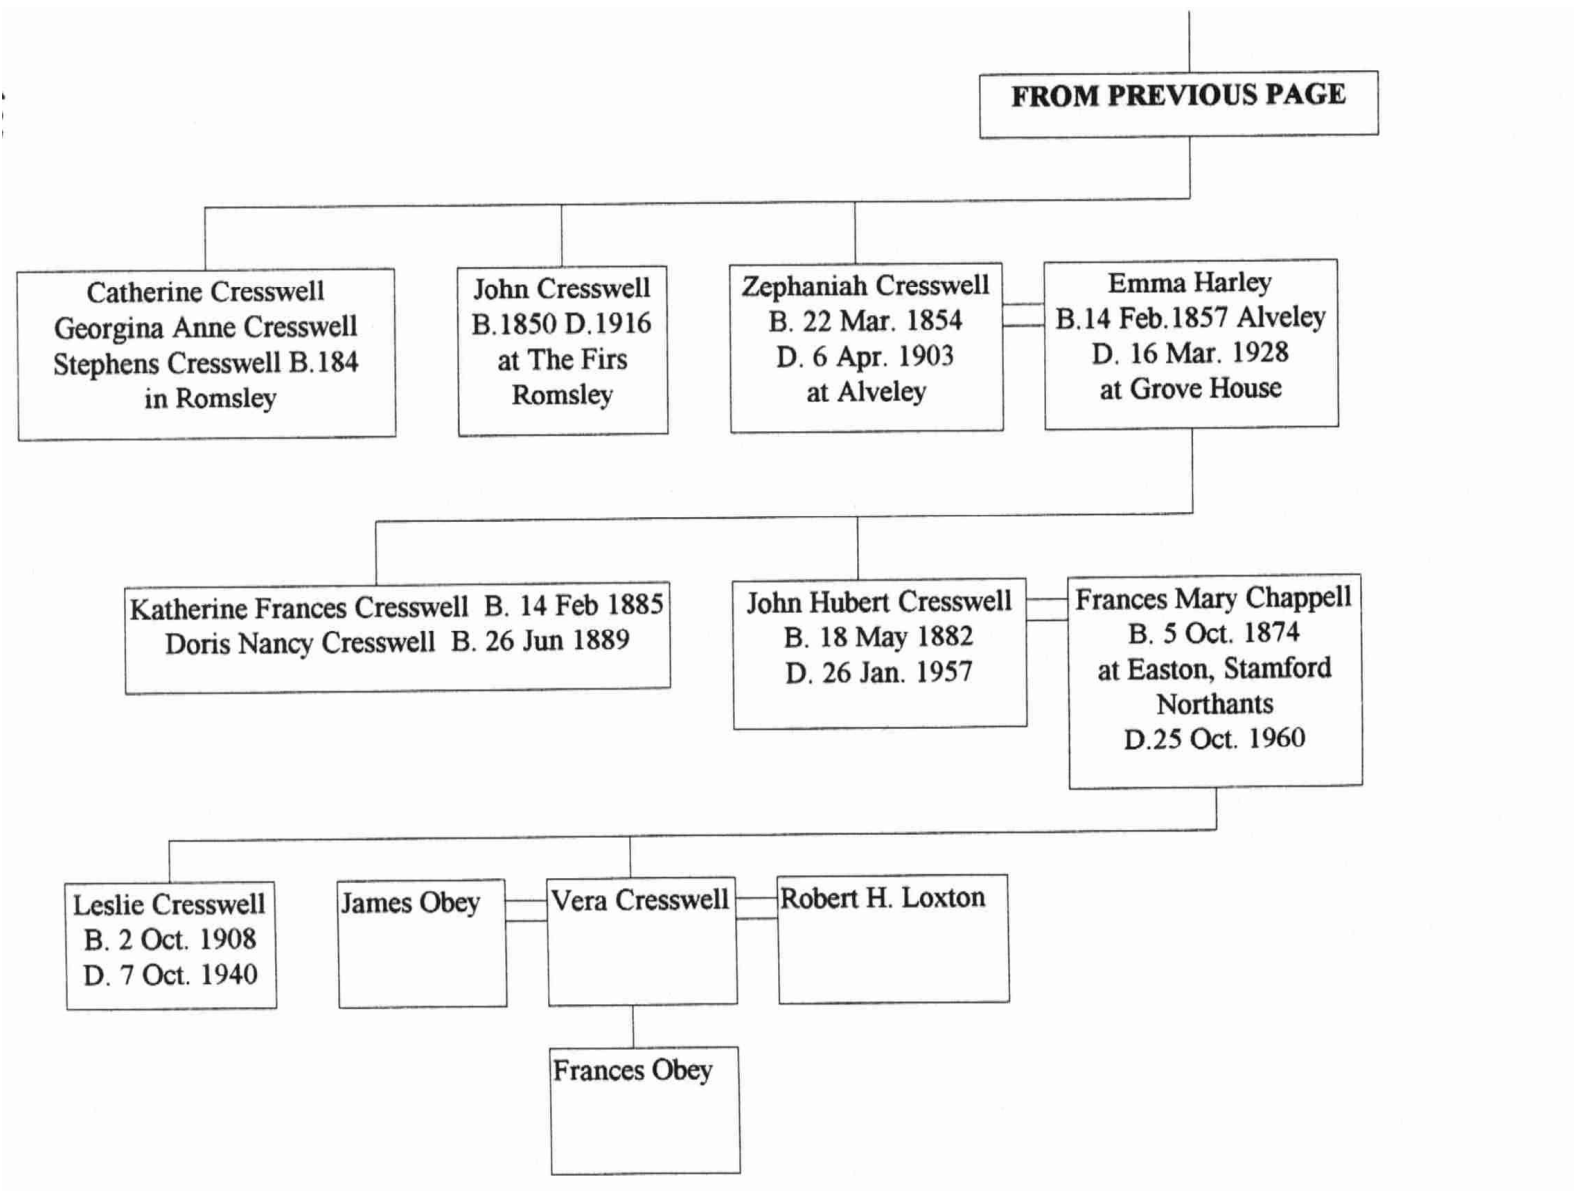 FROM PREVIOUS PAGE
Catherine Cresswell
Georgina Anne Cresswell
Stephens Cresswell B.184
in Romsley
John Cresswell
B.1850 D.1916
at The Firs
Romsley
Zephaniah Cresswell
B. 22 Mar. 1854
D. 6 Apr. 1903
at Alveley
Emma Harley
B.14 Feb.1857 Alveley
D. 16 Mar. 1928
at Grove House
Katherine Frances Cresswell B. 14 Feb 1885
Doris Nancy Cresswell B. 26 Jun 1889
John Hubert Cresswell
B. 18 May 1882
D. 26 Jan. 1957
Frances Mary Chappell
B. 5 Oct. 1874
at Easton, Stamford
Northants
D.25 Oct. 1960
Leslie Cresswell
B. 2 Oct. 1908
D. 7 Oct. 1940
James Obey
Vera Cresswell
Robert H. Loxton
Frances Obey